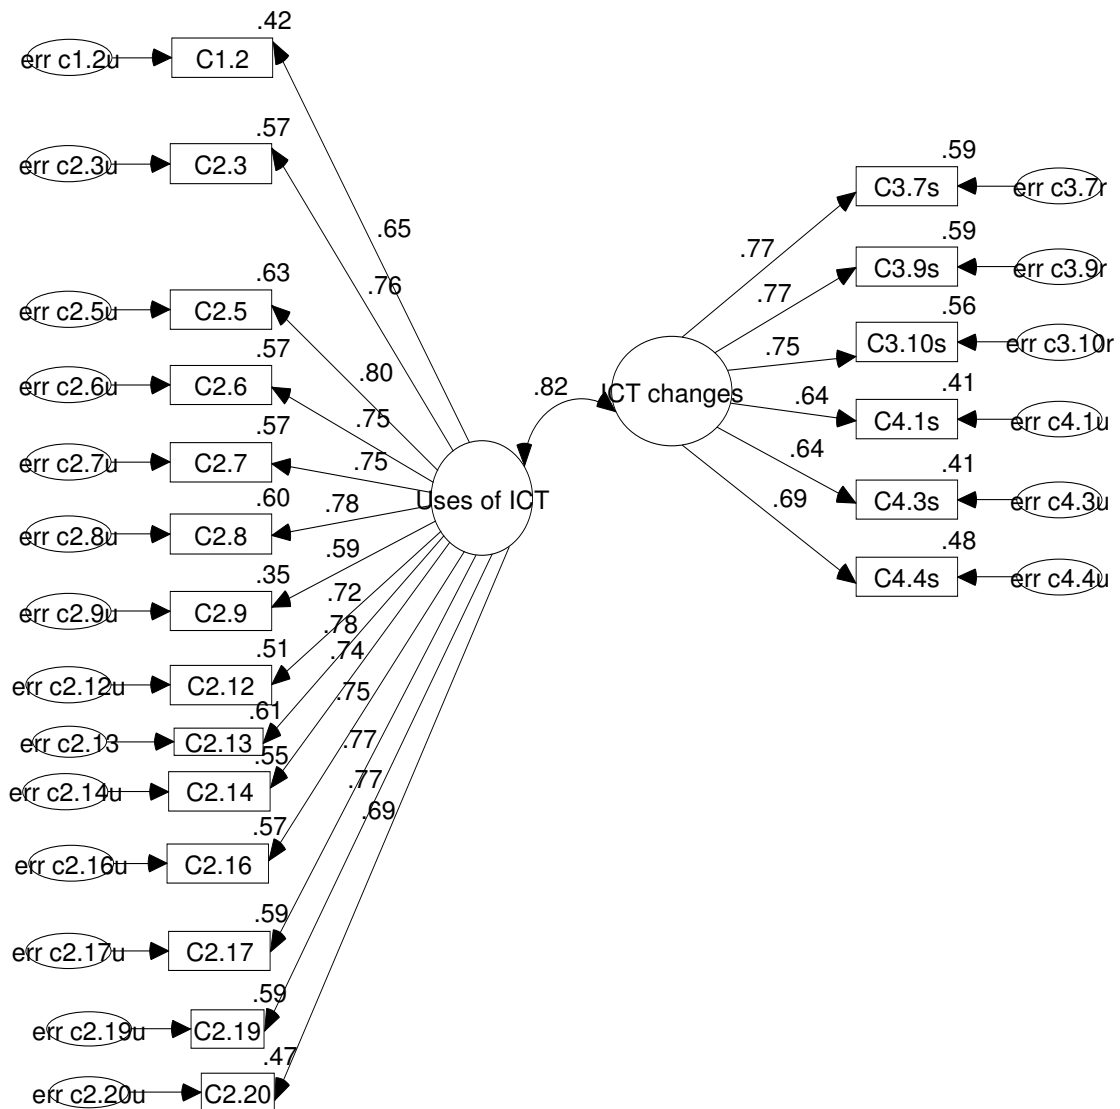 .42
err c1.2u
C1.2
.57
err c2.3u
C2.3
.65
.76
.63
err c2.5u
C2.5
.80
.57
err c2.6u
C2.6
.75
.57
err c2.7u
C2.7
.75
.60
err c2.8u
C2.8
.78
.35
err c2.9u
C2.9
.59
.51
err c2.12u
C2.12
.72
.61
err c2.13
C2.13
.78
.55
err c2.14u
C2.14
.74
.57
err c2.16u
C2.16
.75
.59
err c2.17u
C2.17
.77
.59
err c2.19u
C2.19
.77
.47
err c2.20u
C2.20
.69
Uses of ICT
.82
ICT changes
.77
.59
C3.7s
err c3.7r
.77
.59
C3.9s
err c3.9r
.75
.56
C3.10s
err c3.10r
.64
.41
C4.1s
err c4.1u
.64
.41
C4.3s
err c4.3u
.69
.48
C4.4s
err c4.4u